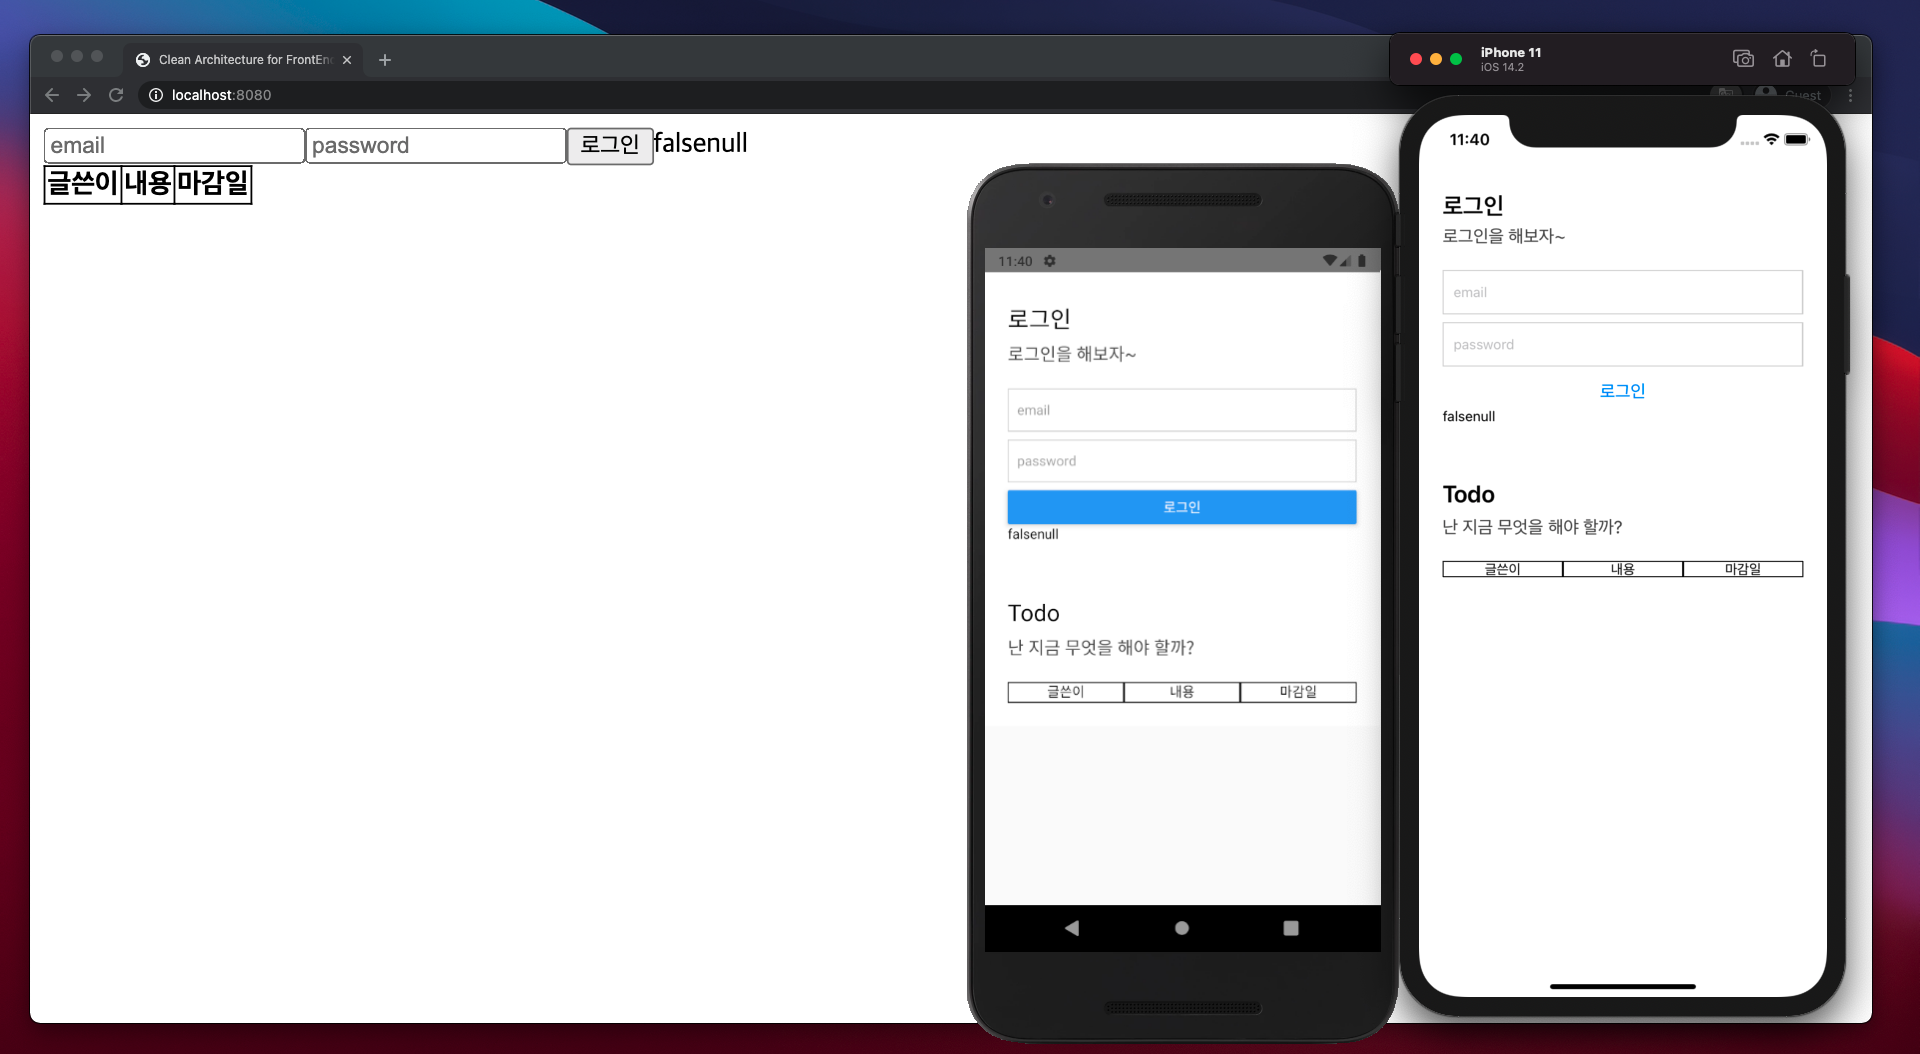 Clean Architecture for FrontEn
localhost:8080
Guest
email password 로그인 falsenull
글쓴이 내용 마감일
11:40
로그인
로그인을 해보자~
email
password
로그인
falsenull
Todo
난 지금 무엇을 해야 할까?
글쓴이 내용 마감일
iPhone 11
iOS 14.2
11:40
로그인
로그인을 해보자~
email
password
로그인
falsenull
Todo
난 지금 무엇을 해야 할까?
글쓴이 내용 마감일